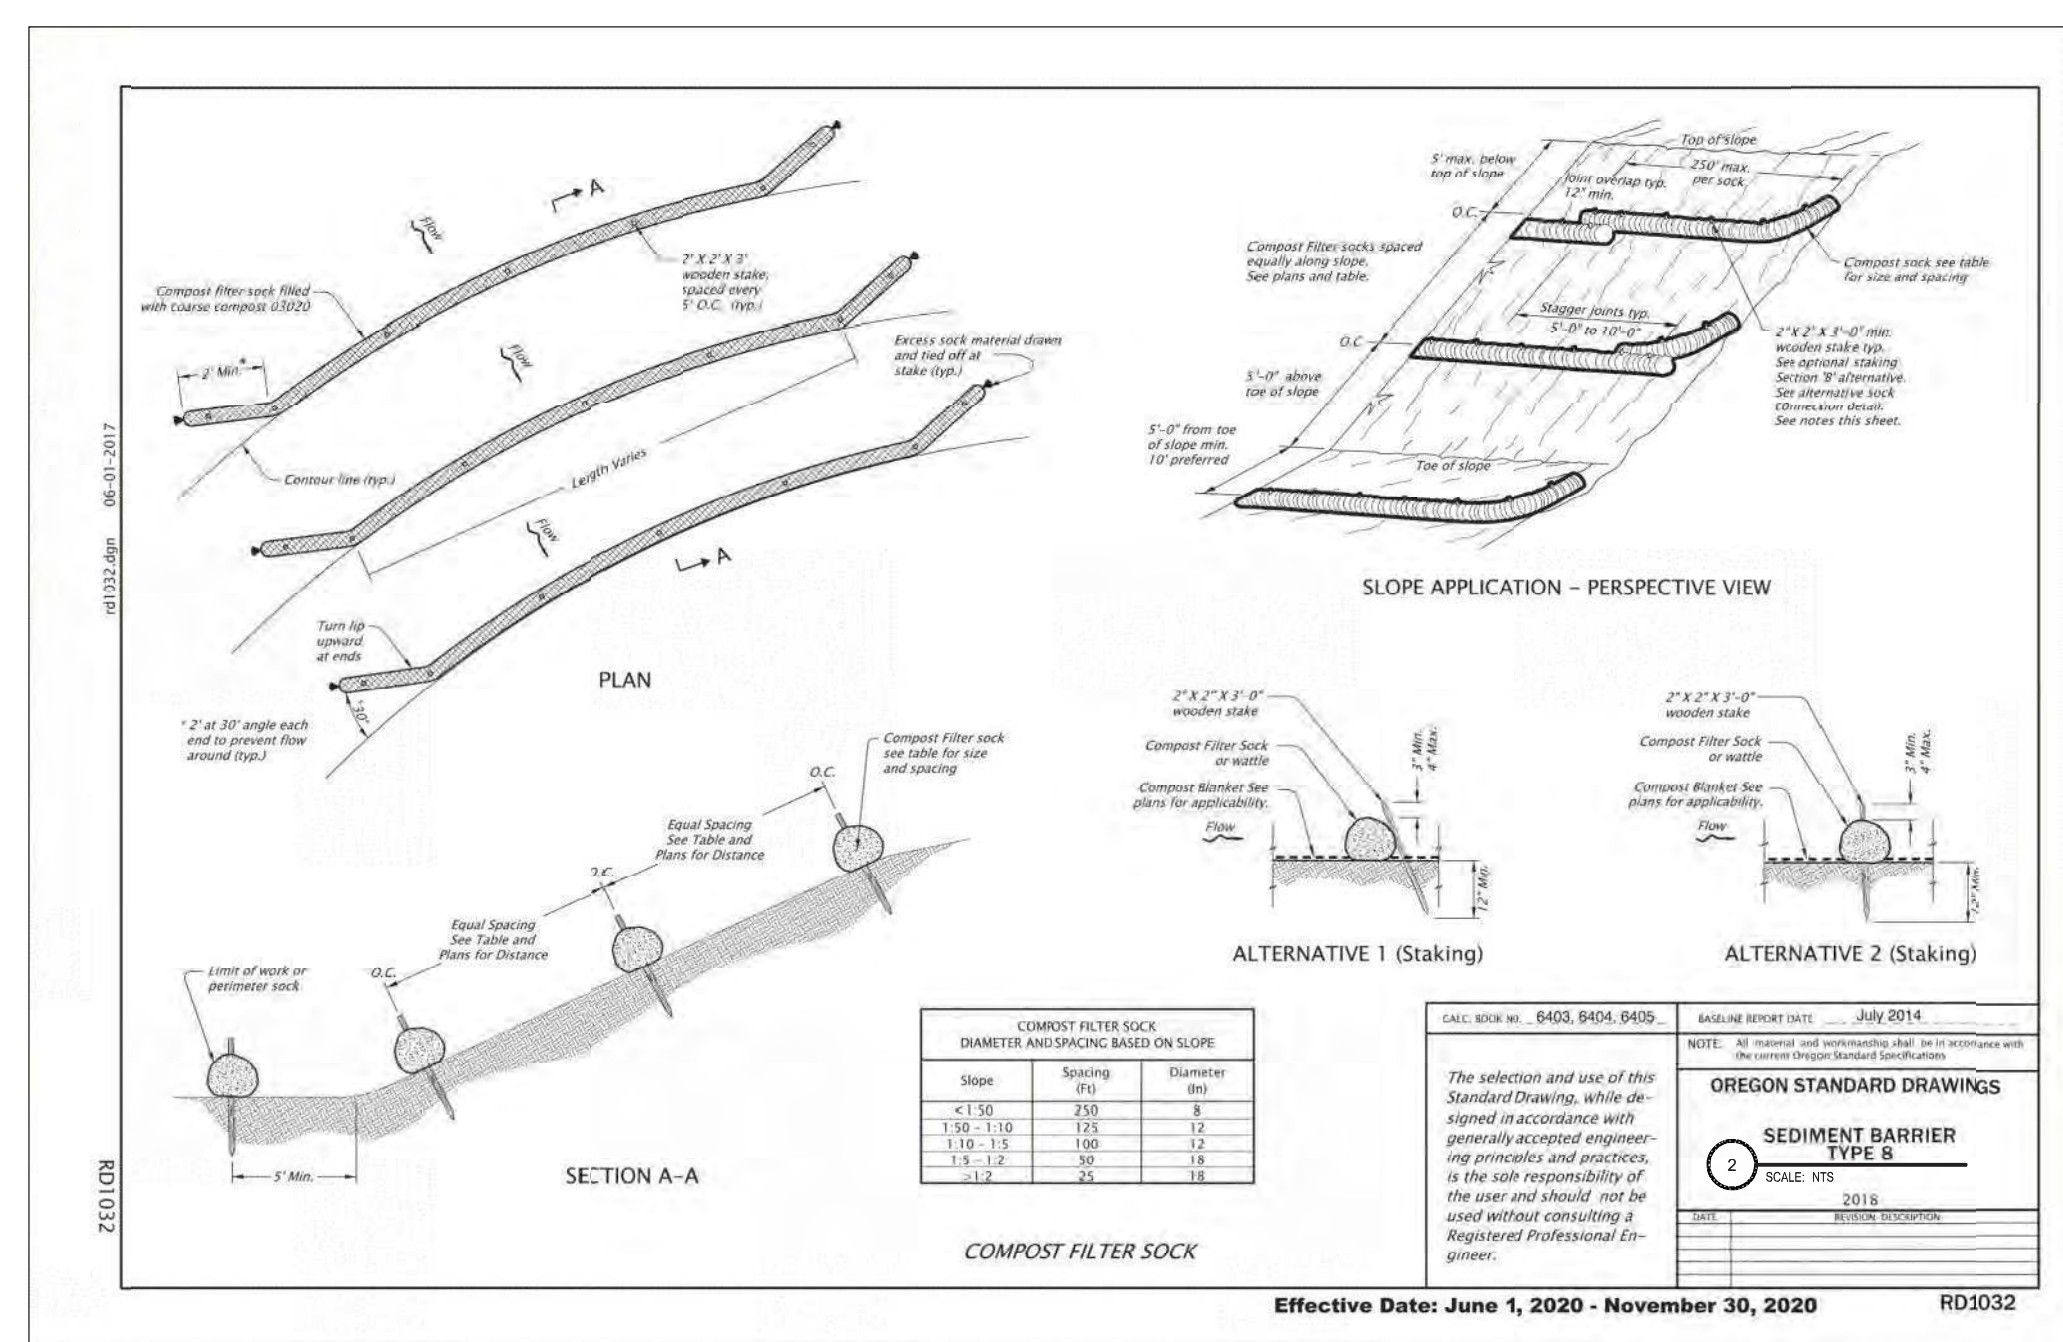 Compost filter sock filled
with coarse compost 03020
2' Min.*
Contour line (typ.)
Flow
Flow
Flow
A
A
2" X 2" X 3'
wooden stake,
spaced every
5' O.C. (typ.)
Excess sock material drawn
and tied off at
stake (typ.)
Length Varies
Turn lip
upward
at ends
*30°
* 2' at 30° angle each
end to prevent flow
around (typ.)
PLAN
5' max. below
top of slope
Top of slope
250' max.
per sock
Joint overlap typ.
12" min.
O.C.
Compost Filter socks spaced
equally along slope.
See plans and table.
Compost sock see table
for size and spacing
Stagger joints typ.
5'-0" to 10'-0"
O.C.
2" X 2" X 3'-0" min.
wooden stake typ.
See optional staking
Section 'B' alternative.
See alternative sock
connection detail.
See notes this sheet.
5'-0" above
toe of slope
5'-0" from toe
of slope min.
10' preferred
Toe of slope
SLOPE APPLICATION – PERSPECTIVE VIEW
Limit of work or
perimeter sock
O.C.
Equal Spacing
See Table and
Plans for Distance
O.C.
Equal Spacing
See Table and
Plans for Distance
O.C.
Compost Filter sock
see table for size
and spacing
5' Min.
SECTION A-A
2" X 2" X 3'-0"
wooden stake
Compost Filter Sock
or wattle
Compost Blanket See
plans for applicability.
Flow
3" Min.
4" Max.
12" Min.
ALTERNATIVE 1 (Staking)
2" X 2" X 3'-0"
wooden stake
Compost Filter Sock
or wattle
Compost Blanket See
plans for applicability.
Flow
3" Min.
4" Max.
12" Min.
ALTERNATIVE 2 (Staking)
COMPOST FILTER SOCK
DIAMETER AND SPACING BASED ON SLOPE
Slope Spacing (Ft) Diameter (In)
<1:50 250 8
1:50 - 1:10 125 12
1:10 - 1:5 100 12
1:5 - 1:2 50 18
>1:2 25 18
COMPOST FILTER SOCK
CALC. BOOK NO. 6403, 6404, 6405
BASELINE REPORT DATE July 2014
NOTE: All material and workmanship shall be in accordance with
the current Oregon Standard Specifications
The selection and use of this
Standard Drawing, while de-
signed in accordance with
generally accepted engineer-
ing principles and practices,
is the sole responsibility of
the user and should not be
used without consulting a
Registered Professional En-
gineer.
OREGON STANDARD DRAWINGS
SEDIMENT BARRIER
TYPE 8
2
SCALE: NTS
2018
DATE REVISION DESCRIPTION
Effective Date: June 1, 2020 - November 30, 2020
RD1032
rd1032.dgn 06-01-2017
RD1032